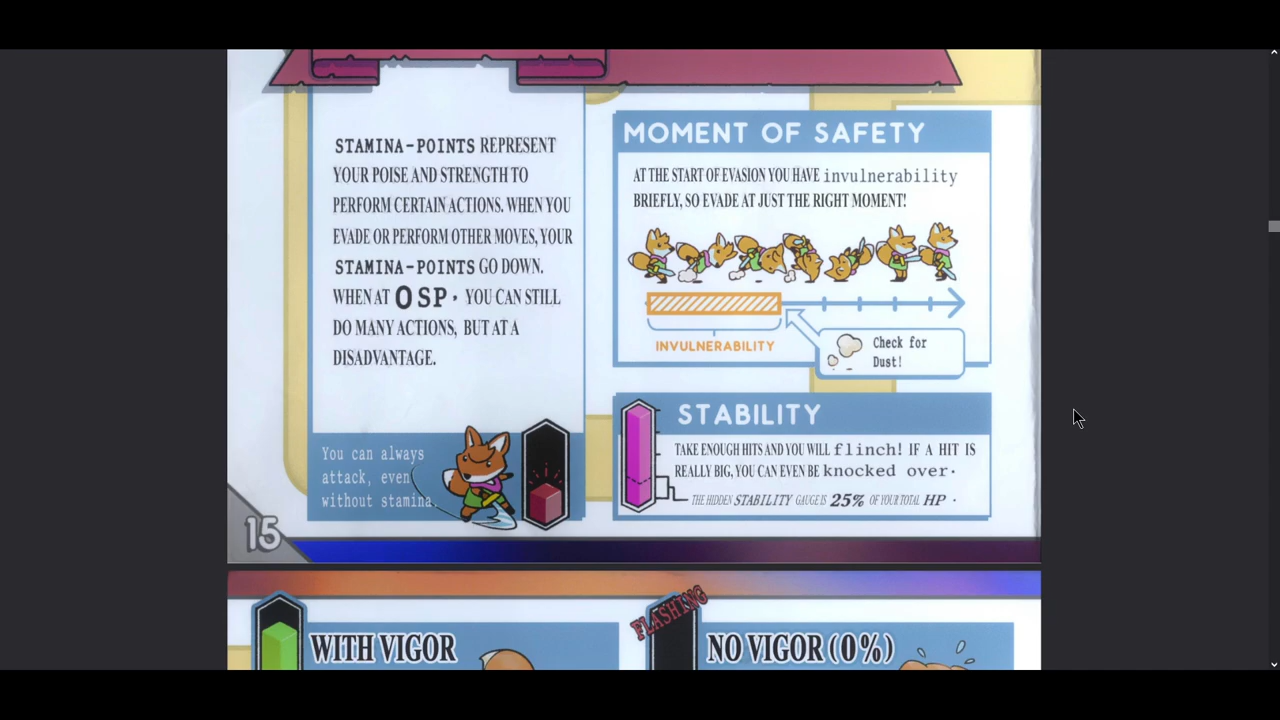 STAMINA-POINTS REPRESENT
YOUR POISE AND STRENGTH TO
PERFORM CERTAIN ACTIONS. WHEN YOU
EVADE OR PERFORM OTHER MOVES, YOUR
STAMINA-POINTS GO DOWN.
WHEN AT 0SP. YOU CAN STILL
DO MANY ACTIONS, BUT AT A
DISADVANTAGE.
You can always
attack, even
without stamina.
15
MOMENT OF SAFETY
AT THE START OF EVASION YOU HAVE invulnerability
BRIEFLY, SO EVADE AT JUST THE RIGHT MOMENT!
INVULNERABILITY
Check for
Dust!
STABILITY
TAKE ENOUGH HITS AND YOU WILL flinch! IF A HIT IS
REALLY BIG, YOU CAN EVEN BE knocked over.
THE HIDDEN STABILITY GAUGE IS 25% OF YOUR TOTAL HP.
WITH VIGOR
FLASHING
NO VIGOR (0%)